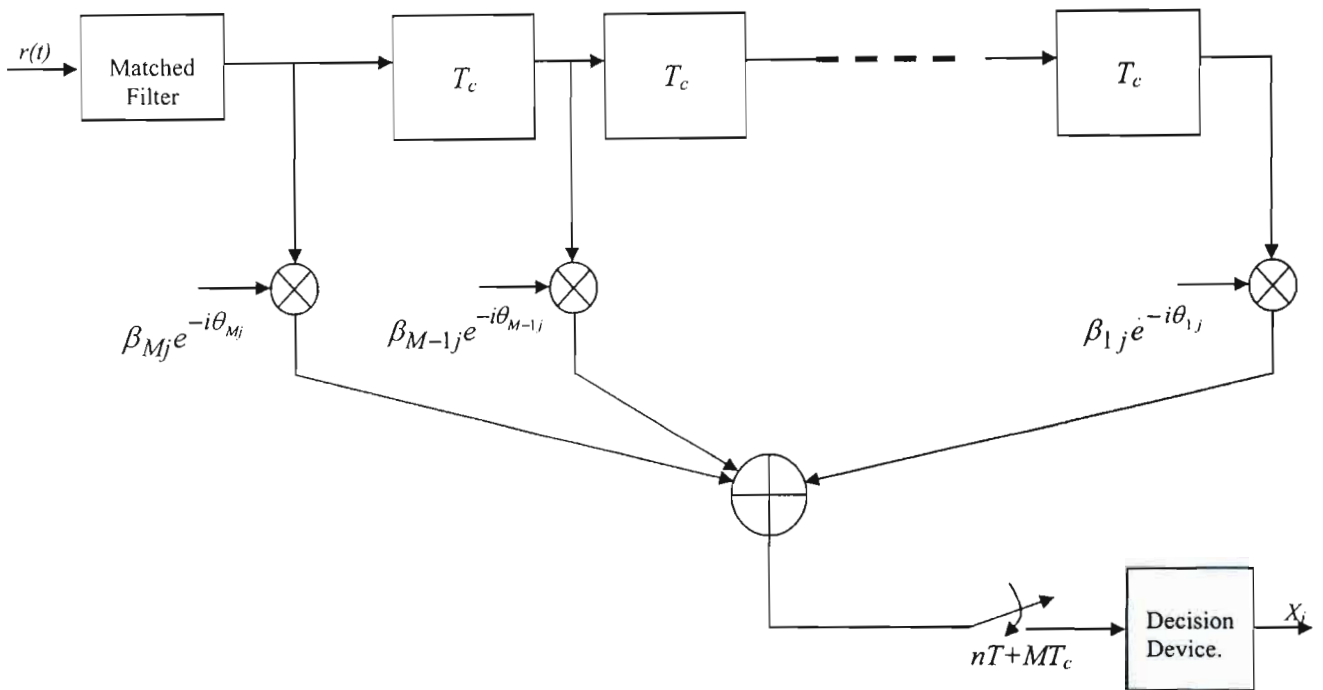 r(t)
Matched
Filter
T_c
T_c
T_c
β_{Mj}e^{-iθ_{Mj}}
β_{M-1j}e^{-iθ_{M-1j}}
β_{1j}e^{-iθ_{1j}}
nT+MT_c
Decision
Device.
X_j